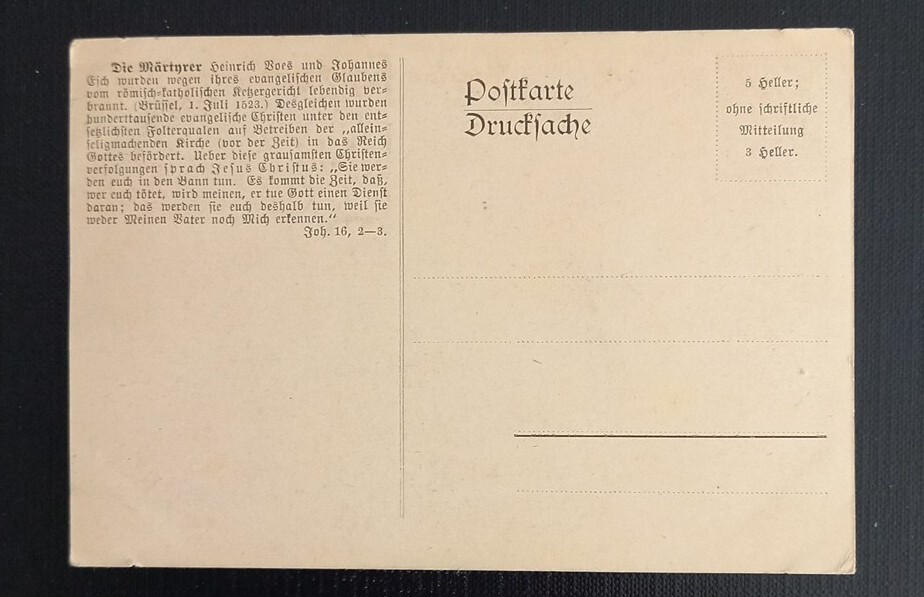 Die Märtyrer Heinrich Voes und Johannes
Esch wurden wegen ihres evangelischen Glaubens
vom römisch-katholischen Ketzergericht lebendig ver-
brannt. (Brüssel, 1. Juli 1523.) Desgleichen wurden
hunderttausende evangelische Christen unter den ent-
setzlichsten Folterqualen auf Betreiben der „allein-
seligmachenden Kirche (vor der Zeit) in das Reich
Gottes befördert. Ueber diese grausamsten Christen-
verfolgungen sprach Jesus Christus: „Sie wer-
den euch in den Bann tun. Es kommt die Zeit, daß,
wer euch tötet, wird meinen, er tue Gott einen Dienst
daran; das werden sie euch deshalb tun, weil sie
weder Meinen Vater noch Mich erkennen.“
Joh. 16, 2—3.
Postkarte
Drucksache
5 Heller;
ohne schriftliche
Mitteilung
3 Heller.